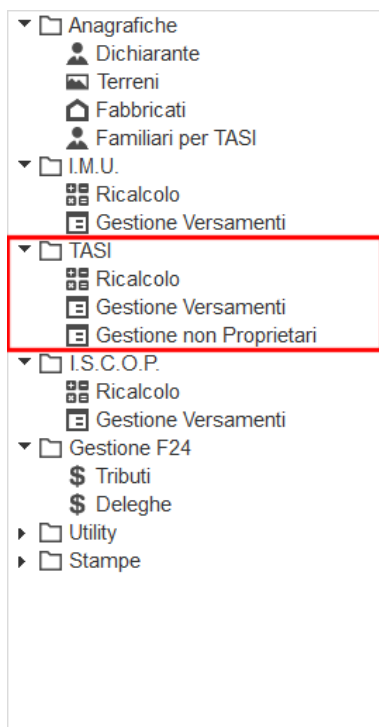 Anagrafiche
Dichiarante
Terreni
Fabbricati
Familiari per TASI
I.M.U.
Ricalcolo
Gestione Versamenti
TASI
Ricalcolo
Gestione Versamenti
Gestione non Proprietari
I.S.C.O.P.
Ricalcolo
Gestione Versamenti
Gestione F24
$ Tributi
$ Deleghe
Utility
Stampe